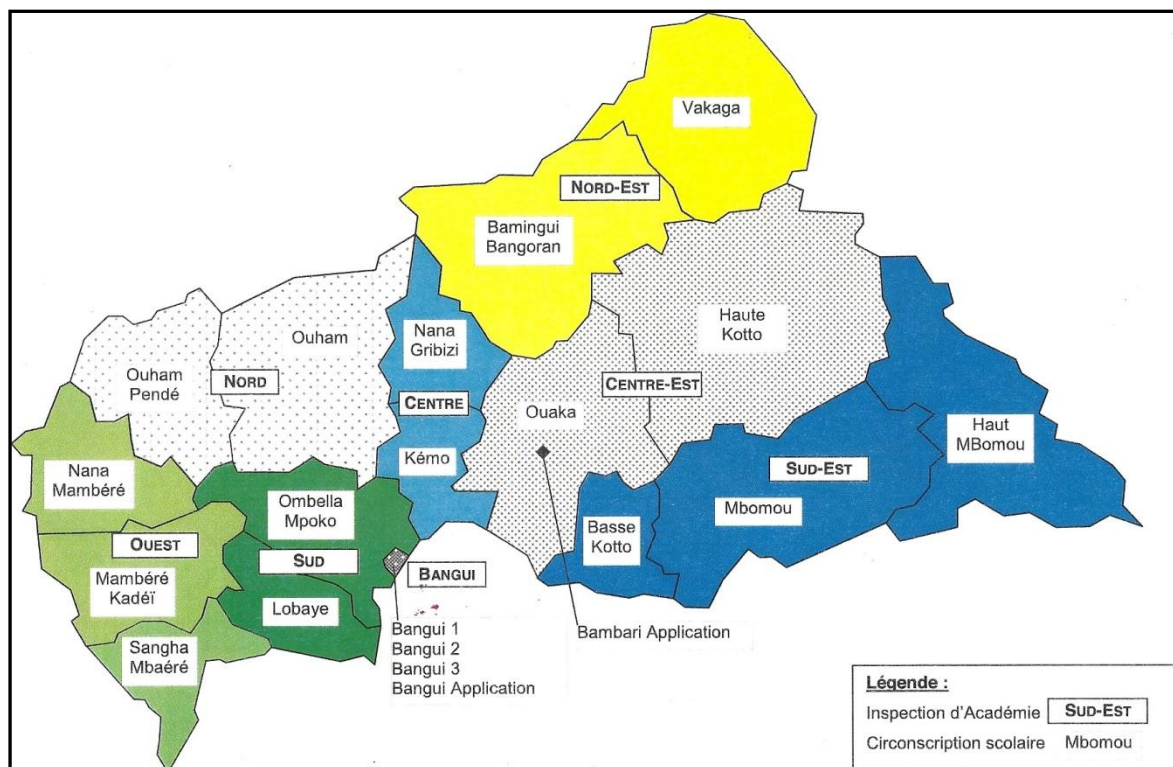 Vakaga
NORD-EST
Bamingui
Bangoran
Haute
Kotto
Nana
Gribizi
Ouham
Ouham
Pendé
NORD
CENTRE-EST
CENTRE
Ouaka
Haut
MBomou
Kémo
SUD-EST
Nana
Mambéré
Mbomou
Ombella
Mpoko
Basse
Kotto
OUEST
SUD
BANGUI
Mambéré
Kadéï
Lobaye
Bangui 1
Bangui 2
Bangui 3
Bangui Application
Bambari Application
Sangha
Mbaéré
Légende :
Inspection d'Académie SUD-EST
Circonscription scolaire Mbomou